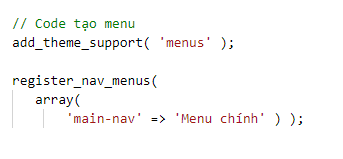 // Code tạo menu
add_theme_support( 'menus' );
register_nav_menus(
array(
'main-nav' => 'Menu chính' ) );